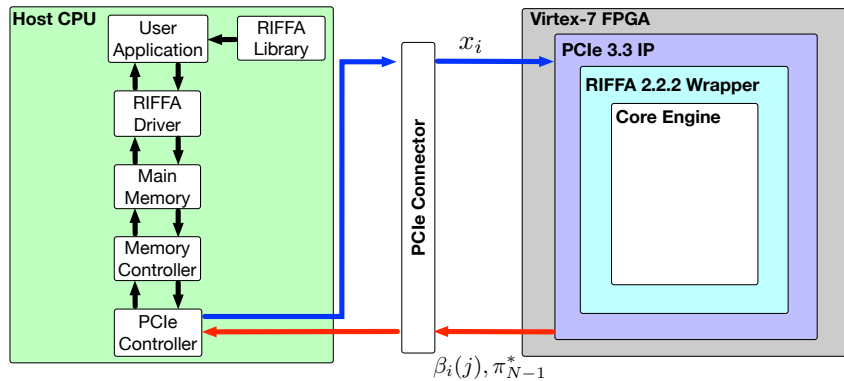 Host CPU
User
Application
RIFFA
Library
RIFFA
Driver
Main
Memory
Memory
Controller
PCIe
Controller
PCIe Connector
x_i
β_i(j), π*_{N−1}
Virtex-7 FPGA
PCIe 3.3 IP
RIFFA 2.2.2 Wrapper
Core Engine